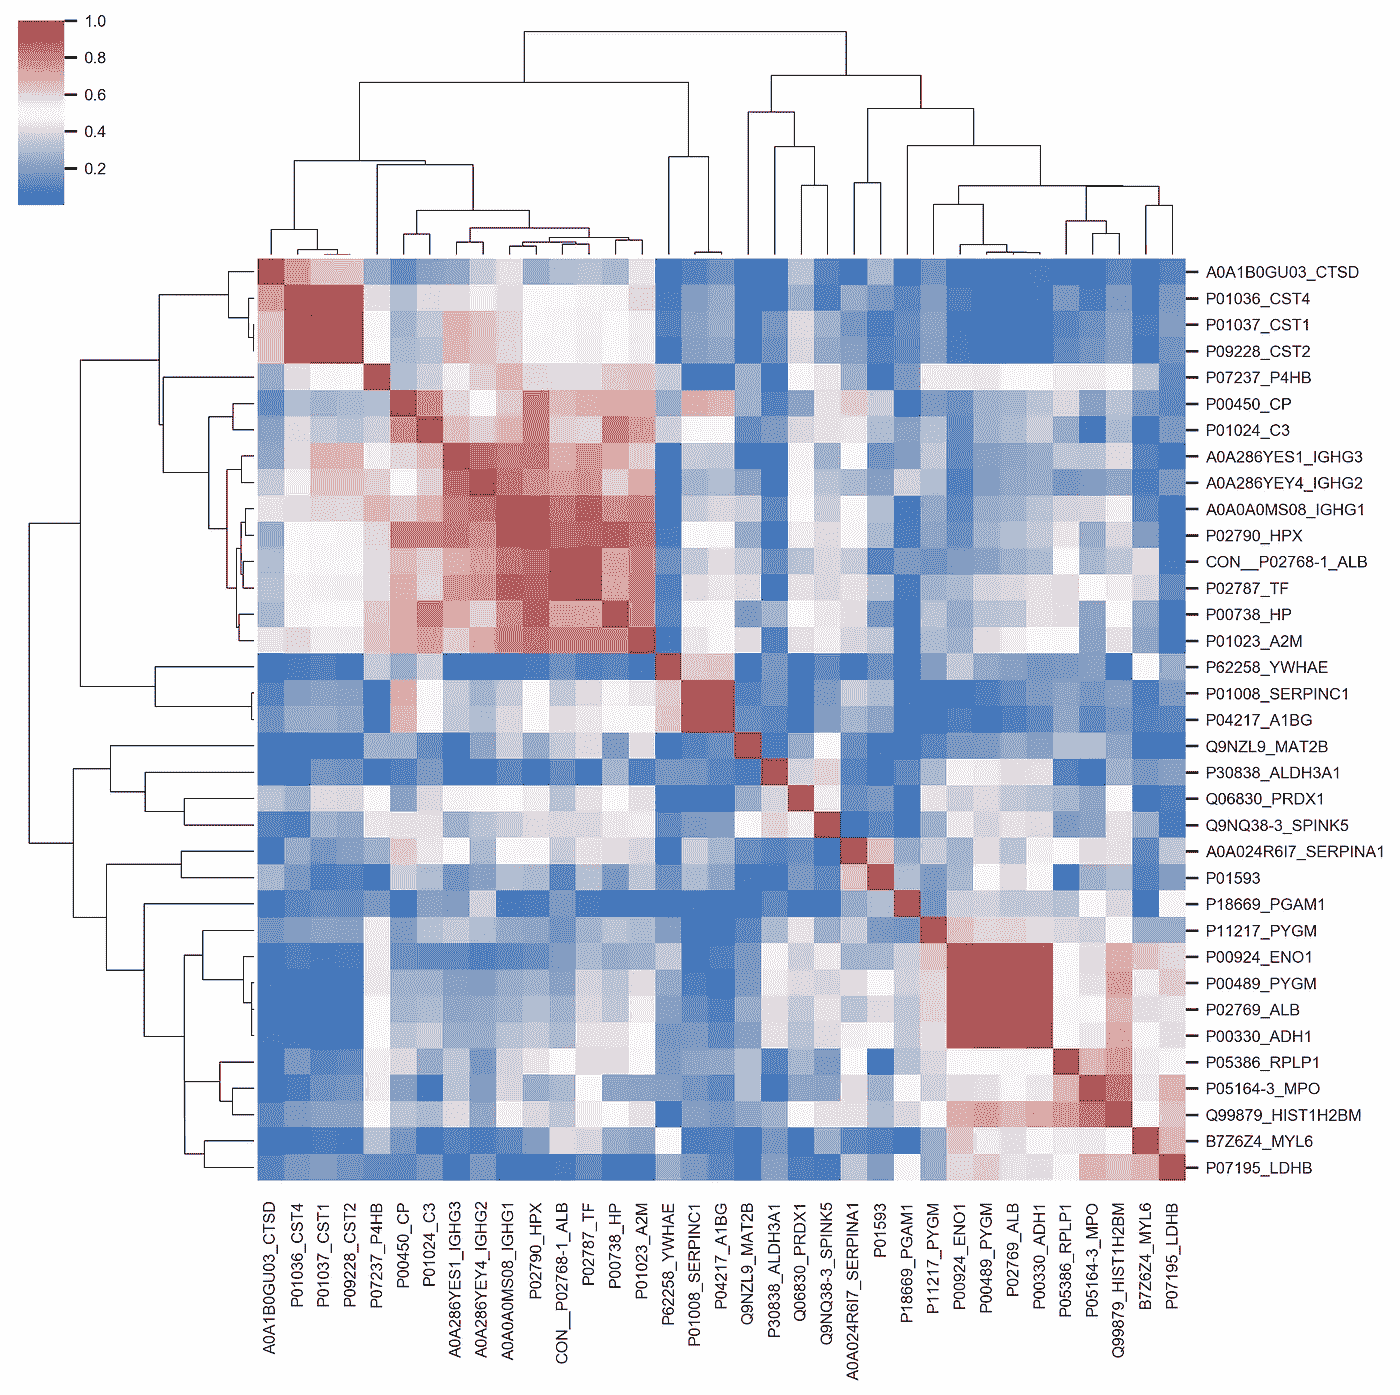 1.0
0.8
0.6
0.4
0.2
A0A1B0GU03_CTSD
P01036_CST4
P01037_CST1
P09228_CST2
P07237_P4HB
P00450_CP
P01024_C3
A0A286YES1_IGHG3
A0A286YEY4_IGHG2
A0A0A0MS08_IGHG1
P02790_HPX
CON__P02768-1_ALB
P02787_TF
P00738_HP
P01023_A2M
P62258_YWHAE
P01008_SERPINC1
P04217_A1BG
Q9NZL9_MAT2B
P30838_ALDH3A1
Q06830_PRDX1
Q9NQ38-3_SPINK5
A0A024R6I7_SERPINA1
P01593
P18669_PGAM1
P11217_PYGM
P00924_ENO1
P00489_PYGM
P02769_ALB
P00330_ADH1
P05386_RPLP1
P05164-3_MPO
Q99879_HIST1H2BM
B7Z6Z4_MYL6
P07195_LDHB
A0A1B0GU03_CTSD
P01036_CST4
P01037_CST1
P09228_CST2
P07237_P4HB
P00450_CP
P01024_C3
A0A286YES1_IGHG3
A0A286YEY4_IGHG2
A0A0A0MS08_IGHG1
P02790_HPX
CON__P02768-1_ALB
P02787_TF
P00738_HP
P01023_A2M
P62258_YWHAE
P01008_SERPINC1
P04217_A1BG
Q9NZL9_MAT2B
P30838_ALDH3A1
Q06830_PRDX1
Q9NQ38-3_SPINK5
A0A024R6I7_SERPINA1
P01593
P18669_PGAM1
P11217_PYGM
P00924_ENO1
P00489_PYGM
P02769_ALB
P00330_ADH1
P05386_RPLP1
P05164-3_MPO
Q99879_HIST1H2BM
B7Z6Z4_MYL6
P07195_LDHB